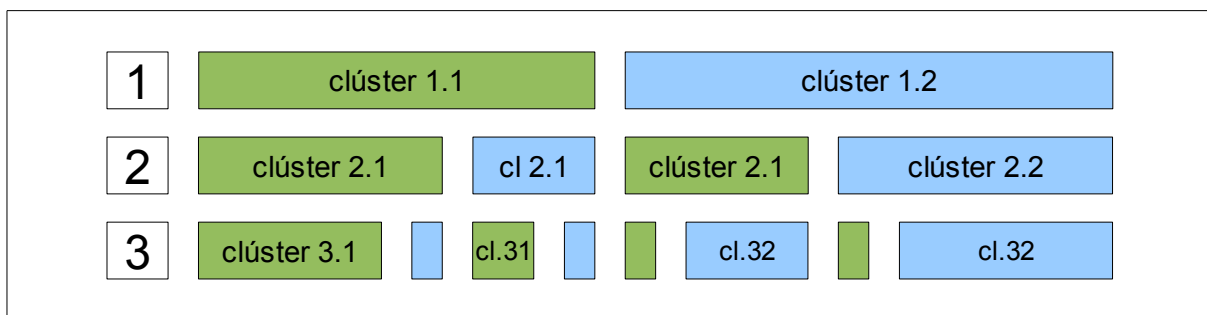 1 clúster 1.1 clúster 1.2
2 clúster 2.1 cl 2.1 clúster 2.1 clúster 2.2
3 clúster 3.1 cl.31 cl.32 cl.32